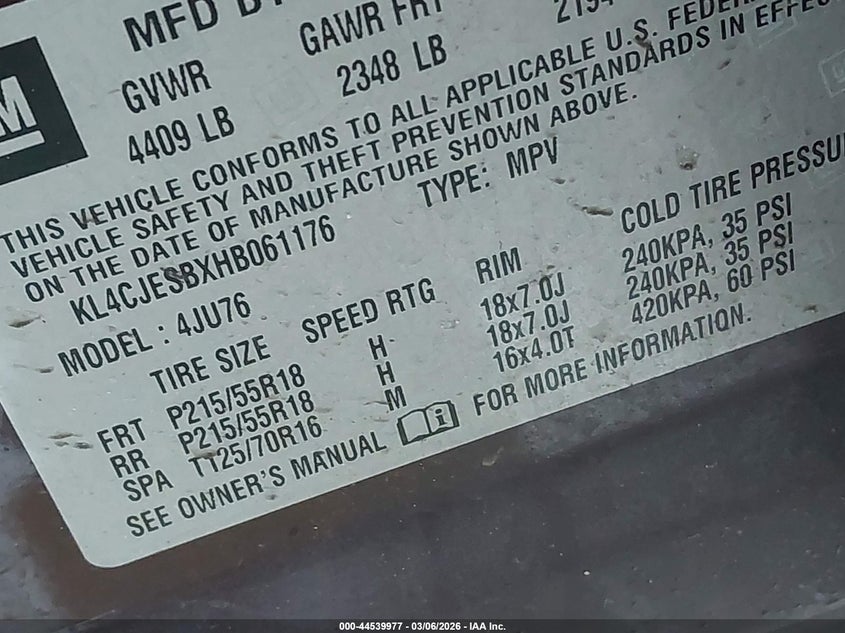 MFD
GVWR GAWR FRT
4409 LB 2348 LB
THIS VEHICLE CONFORMS TO ALL APPLICABLE U.S.
VEHICLE SAFETY AND THEFT PREVENTION STANDARDS IN
ON THE DATE OF MANUFACTURE SHOWN ABOVE.
KL4CJESBXHB061176 TYPE: MPV
MODEL : 4JU76
TIRE SIZE SPEED RTG RIM COLD TIRE
FRT P215/55R18 H 18x7.0J 240KPA, 35 PSI
RR P215/55R18 H 18x7.0J 240KPA, 35 PSI
SPA T125/70R16 M 16x4.0T 420KPA, 60 PSI
SEE OWNER'S MANUAL FOR MORE INFORMATION.
000-44539977 - 03/06/2026 - IAA Inc.